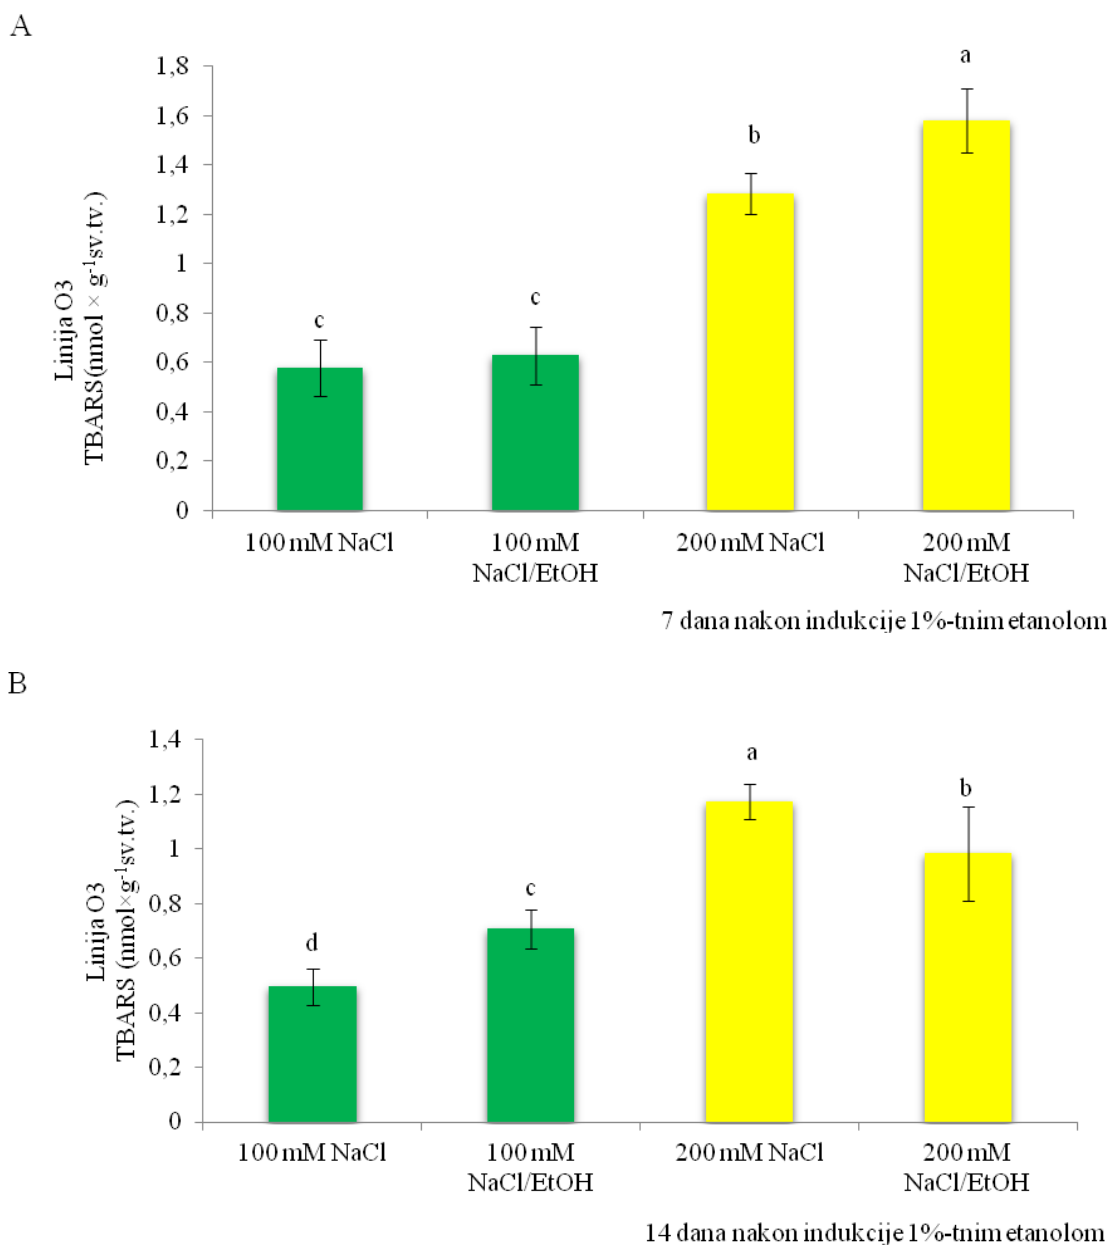 A
1,8
1,6
1,4
1,2
1
0,8
0,6
0,4
0,2
0
Linija O3
TBARS(nmol × g⁻¹sv.tv.)
c
c
b
a
100 mM NaCl
100 mM
NaCl/EtOH
200 mM NaCl
200 mM
NaCl/EtOH
7 dana nakon indukcije 1%-tnim etanolom
B
1,4
1,2
1
0,8
0,6
0,4
0,2
0
Linija O3
TBARS (nmol×g⁻¹sv.tv.)
d
c
a
b
100 mM NaCl
100 mM
NaCl/EtOH
200 mM NaCl
200 mM
NaCl/EtOH
14 dana nakon indukcije 1%-tnim etanolom